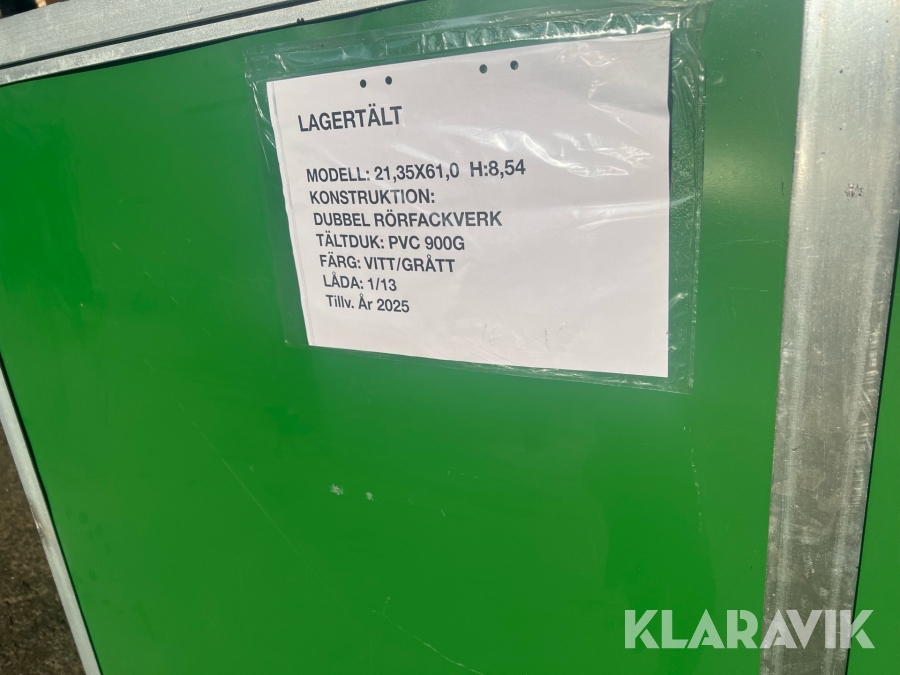 LAGERTÄLT
MODELL: 21,35X61,0 H:8,54
KONSTRUKTION:
DUBBEL RÖRFACKVERK
TÄLTDUK: PVC 900G
FÄRG: VITT/GRÅTT
LÅDA: 1/13
Tillv. År 2025
KLARAVIK